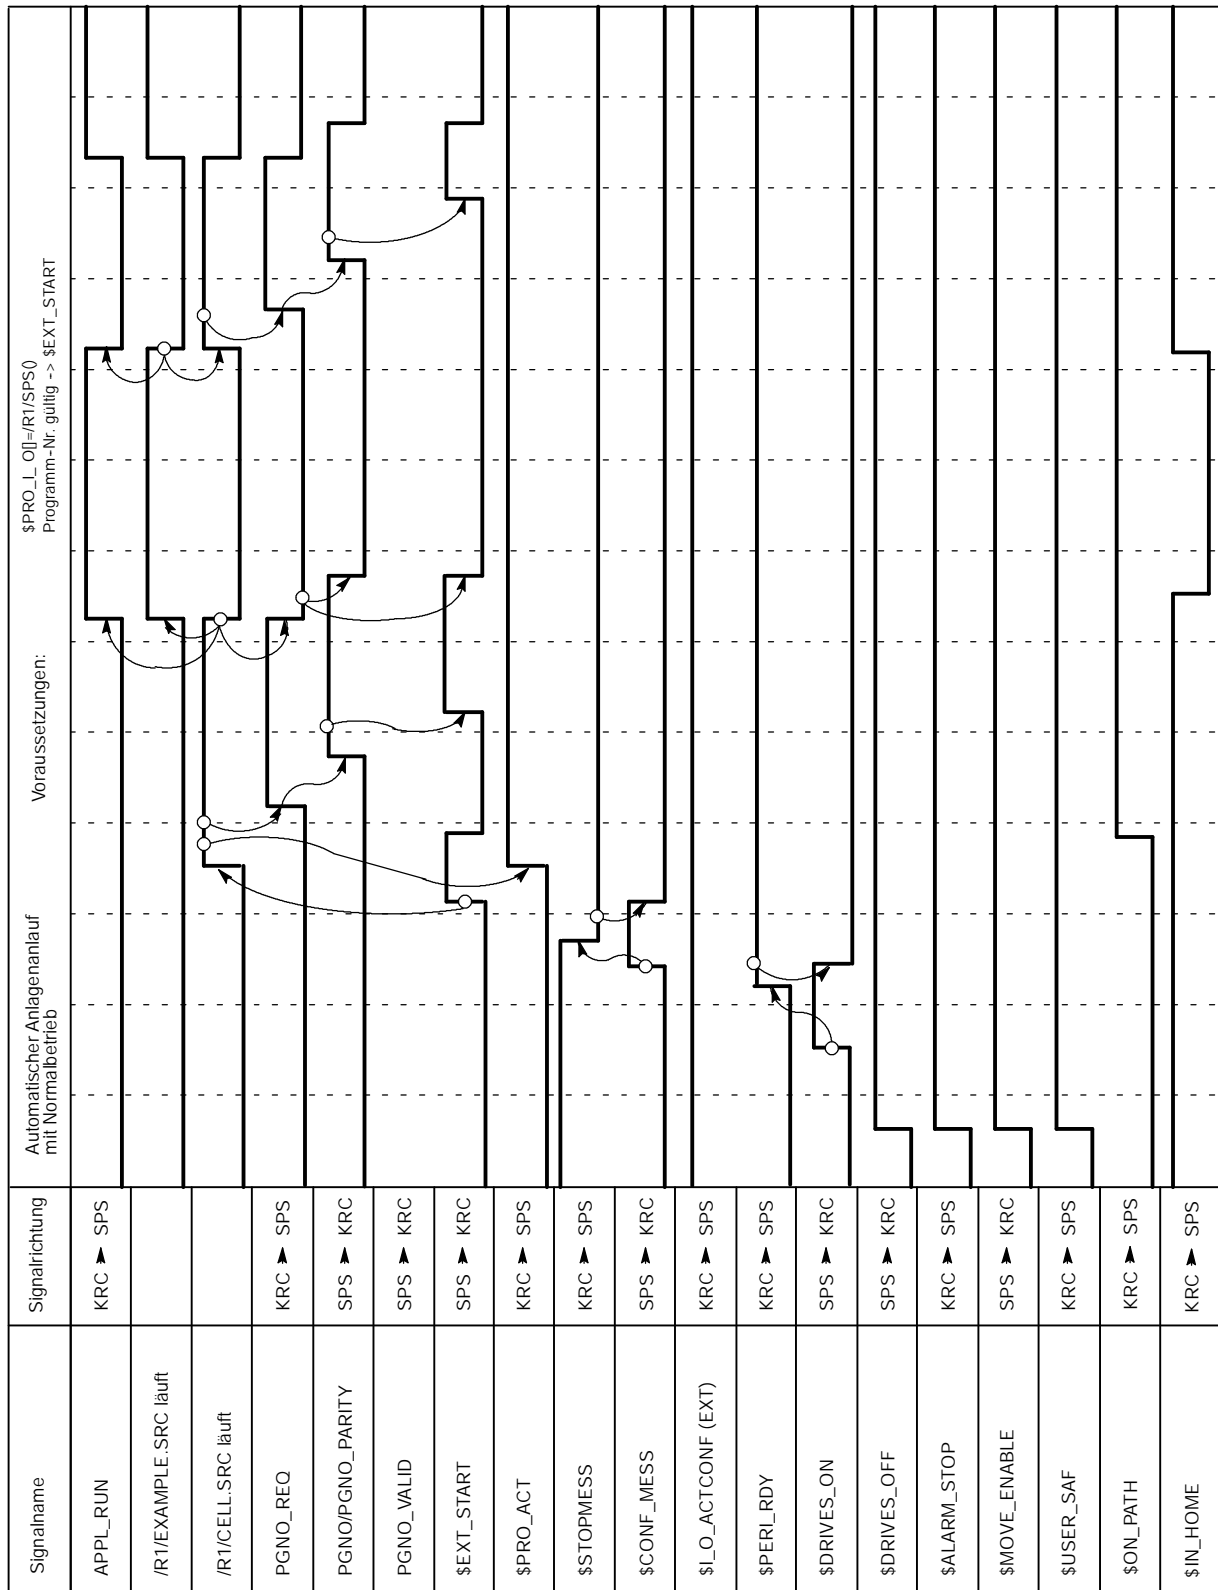 Signalname
Signalrichtung
Automatischer Anlagenanlauf
mit Normalbetrieb
Voraussetzungen:
$PRO_I_O[]=/R1/SPS()
Programm-Nr. gültig -> $EXT_START
APPL_RUN
KRC ➤ SPS
/R1/EXAMPLE.SRC läuft
/R1/CELL.SRC läuft
PGNO_REQ
KRC ➤ SPS
PGNO/PGNO_PARITY
SPS ➤ KRC
PGNO_VALID
SPS ➤ KRC
$EXT_START
SPS ➤ KRC
$PRO_ACT
KRC ➤ SPS
$STOPMESS
KRC ➤ SPS
$CONF_MESS
SPS ➤ KRC
$I_O_ACTCONF (EXT)
KRC ➤ SPS
$PERI_RDY
KRC ➤ SPS
$DRIVES_ON
SPS ➤ KRC
$DRIVES_OFF
SPS ➤ KRC
$ALARM_STOP
KRC ➤ SPS
$MOVE_ENABLE
SPS ➤ KRC
$USER_SAF
KRC ➤ SPS
$ON_PATH
KRC ➤ SPS
$IN_HOME
KRC ➤ SPS